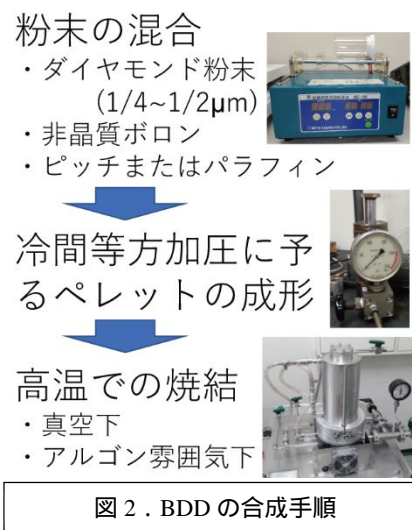 粉末の混合
・ダイヤモンド粉末
(1/4~1/2μm)
・非晶質ボロン
・ピッチまたはパラフィン
冷間等方加圧に予
るペレットの成形
高温での焼結
・真空下
・アルゴン雰囲気下
図 2．BDD の合成手順